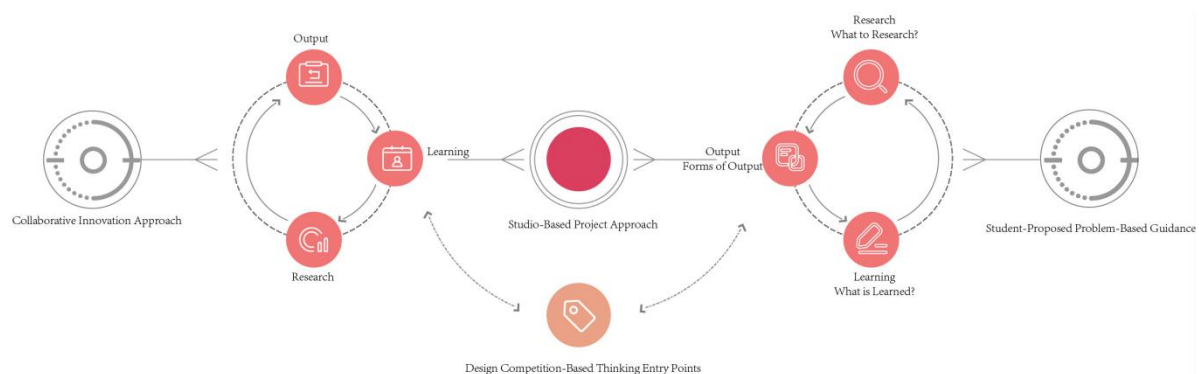 Output
Learning
Research
Collaborative Innovation Approach
Studio-Based Project Approach
Design Competition-Based Thinking Entry Points
Research
What to Research?
Output
Forms of Output
Learning
What is Learned?
Student-Proposed Problem-Based Guidance